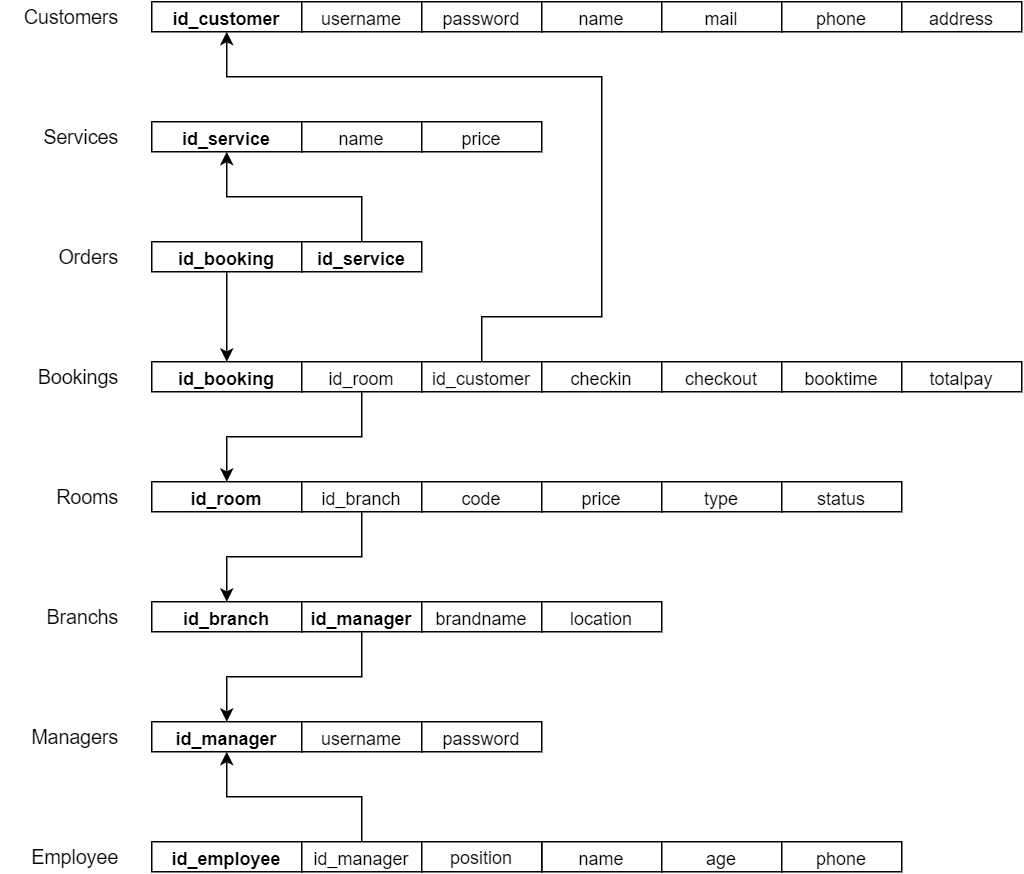 Customers id_customer username password name mail phone address
Services id_service name price
Orders id_booking id_service
Bookings id_booking id_room id_customer checkin checkout booktime totalpay
Rooms id_room id_branch code price type status
Branchs id_branch id_manager brandname location
Managers id_manager username password
Employee id_employee id_manager position name age phone